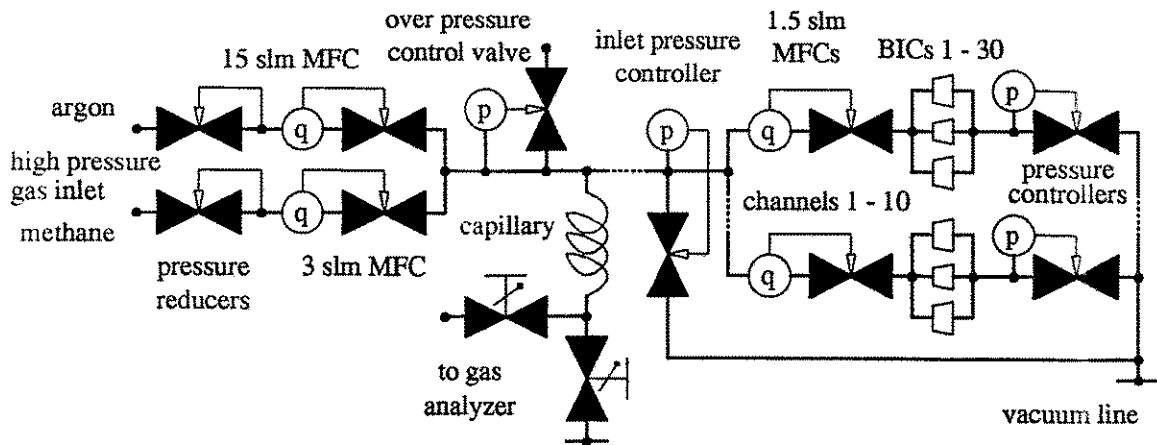 over pressure
control valve
15 slm MFC
inlet pressure
controller
1.5 slm
MFCs
BICs 1 - 30
argon
q
p
p
q
p
high pressure
gas inlet
methane
q
pressure
reducers
3 slm MFC
capillary
channels 1 - 10
pressure
controllers
q
p
to gas
analyzer
vacuum line